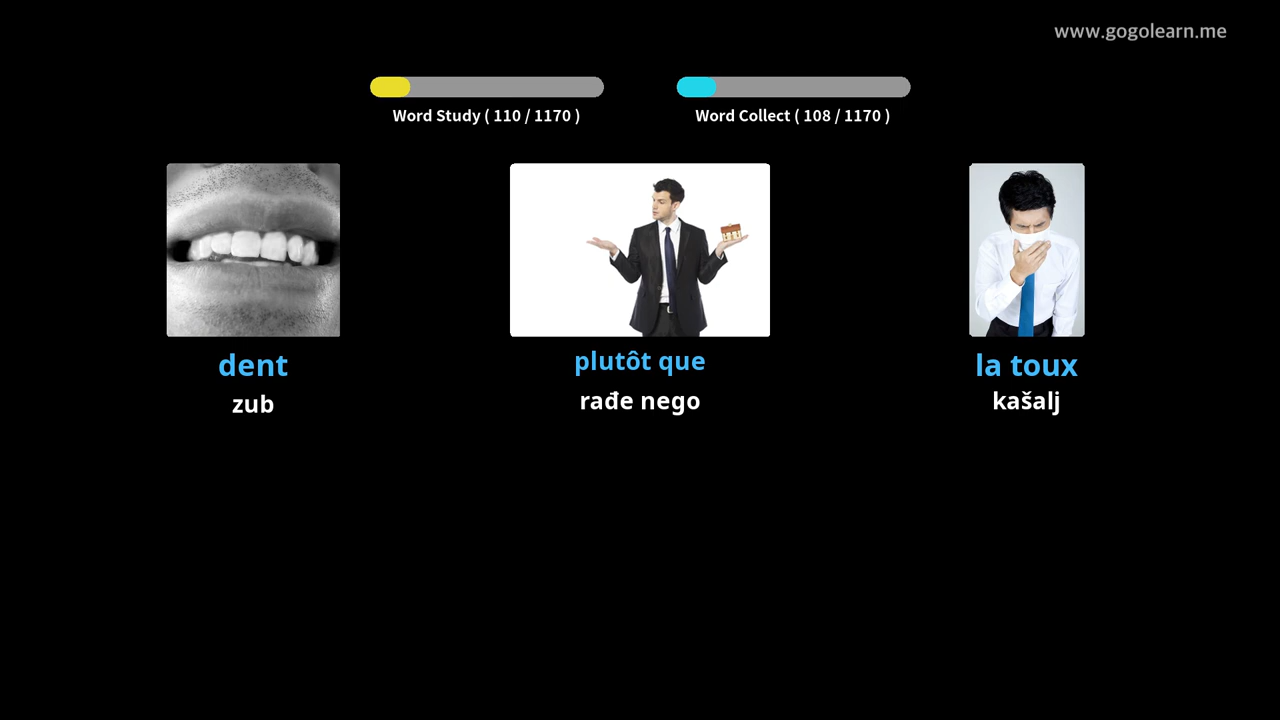 www.gogolearn.me
Word Study ( 110 / 1170 )
Word Collect ( 108 / 1170 )
dent
zub
plutôt que
rađe nego
la toux
kašalj